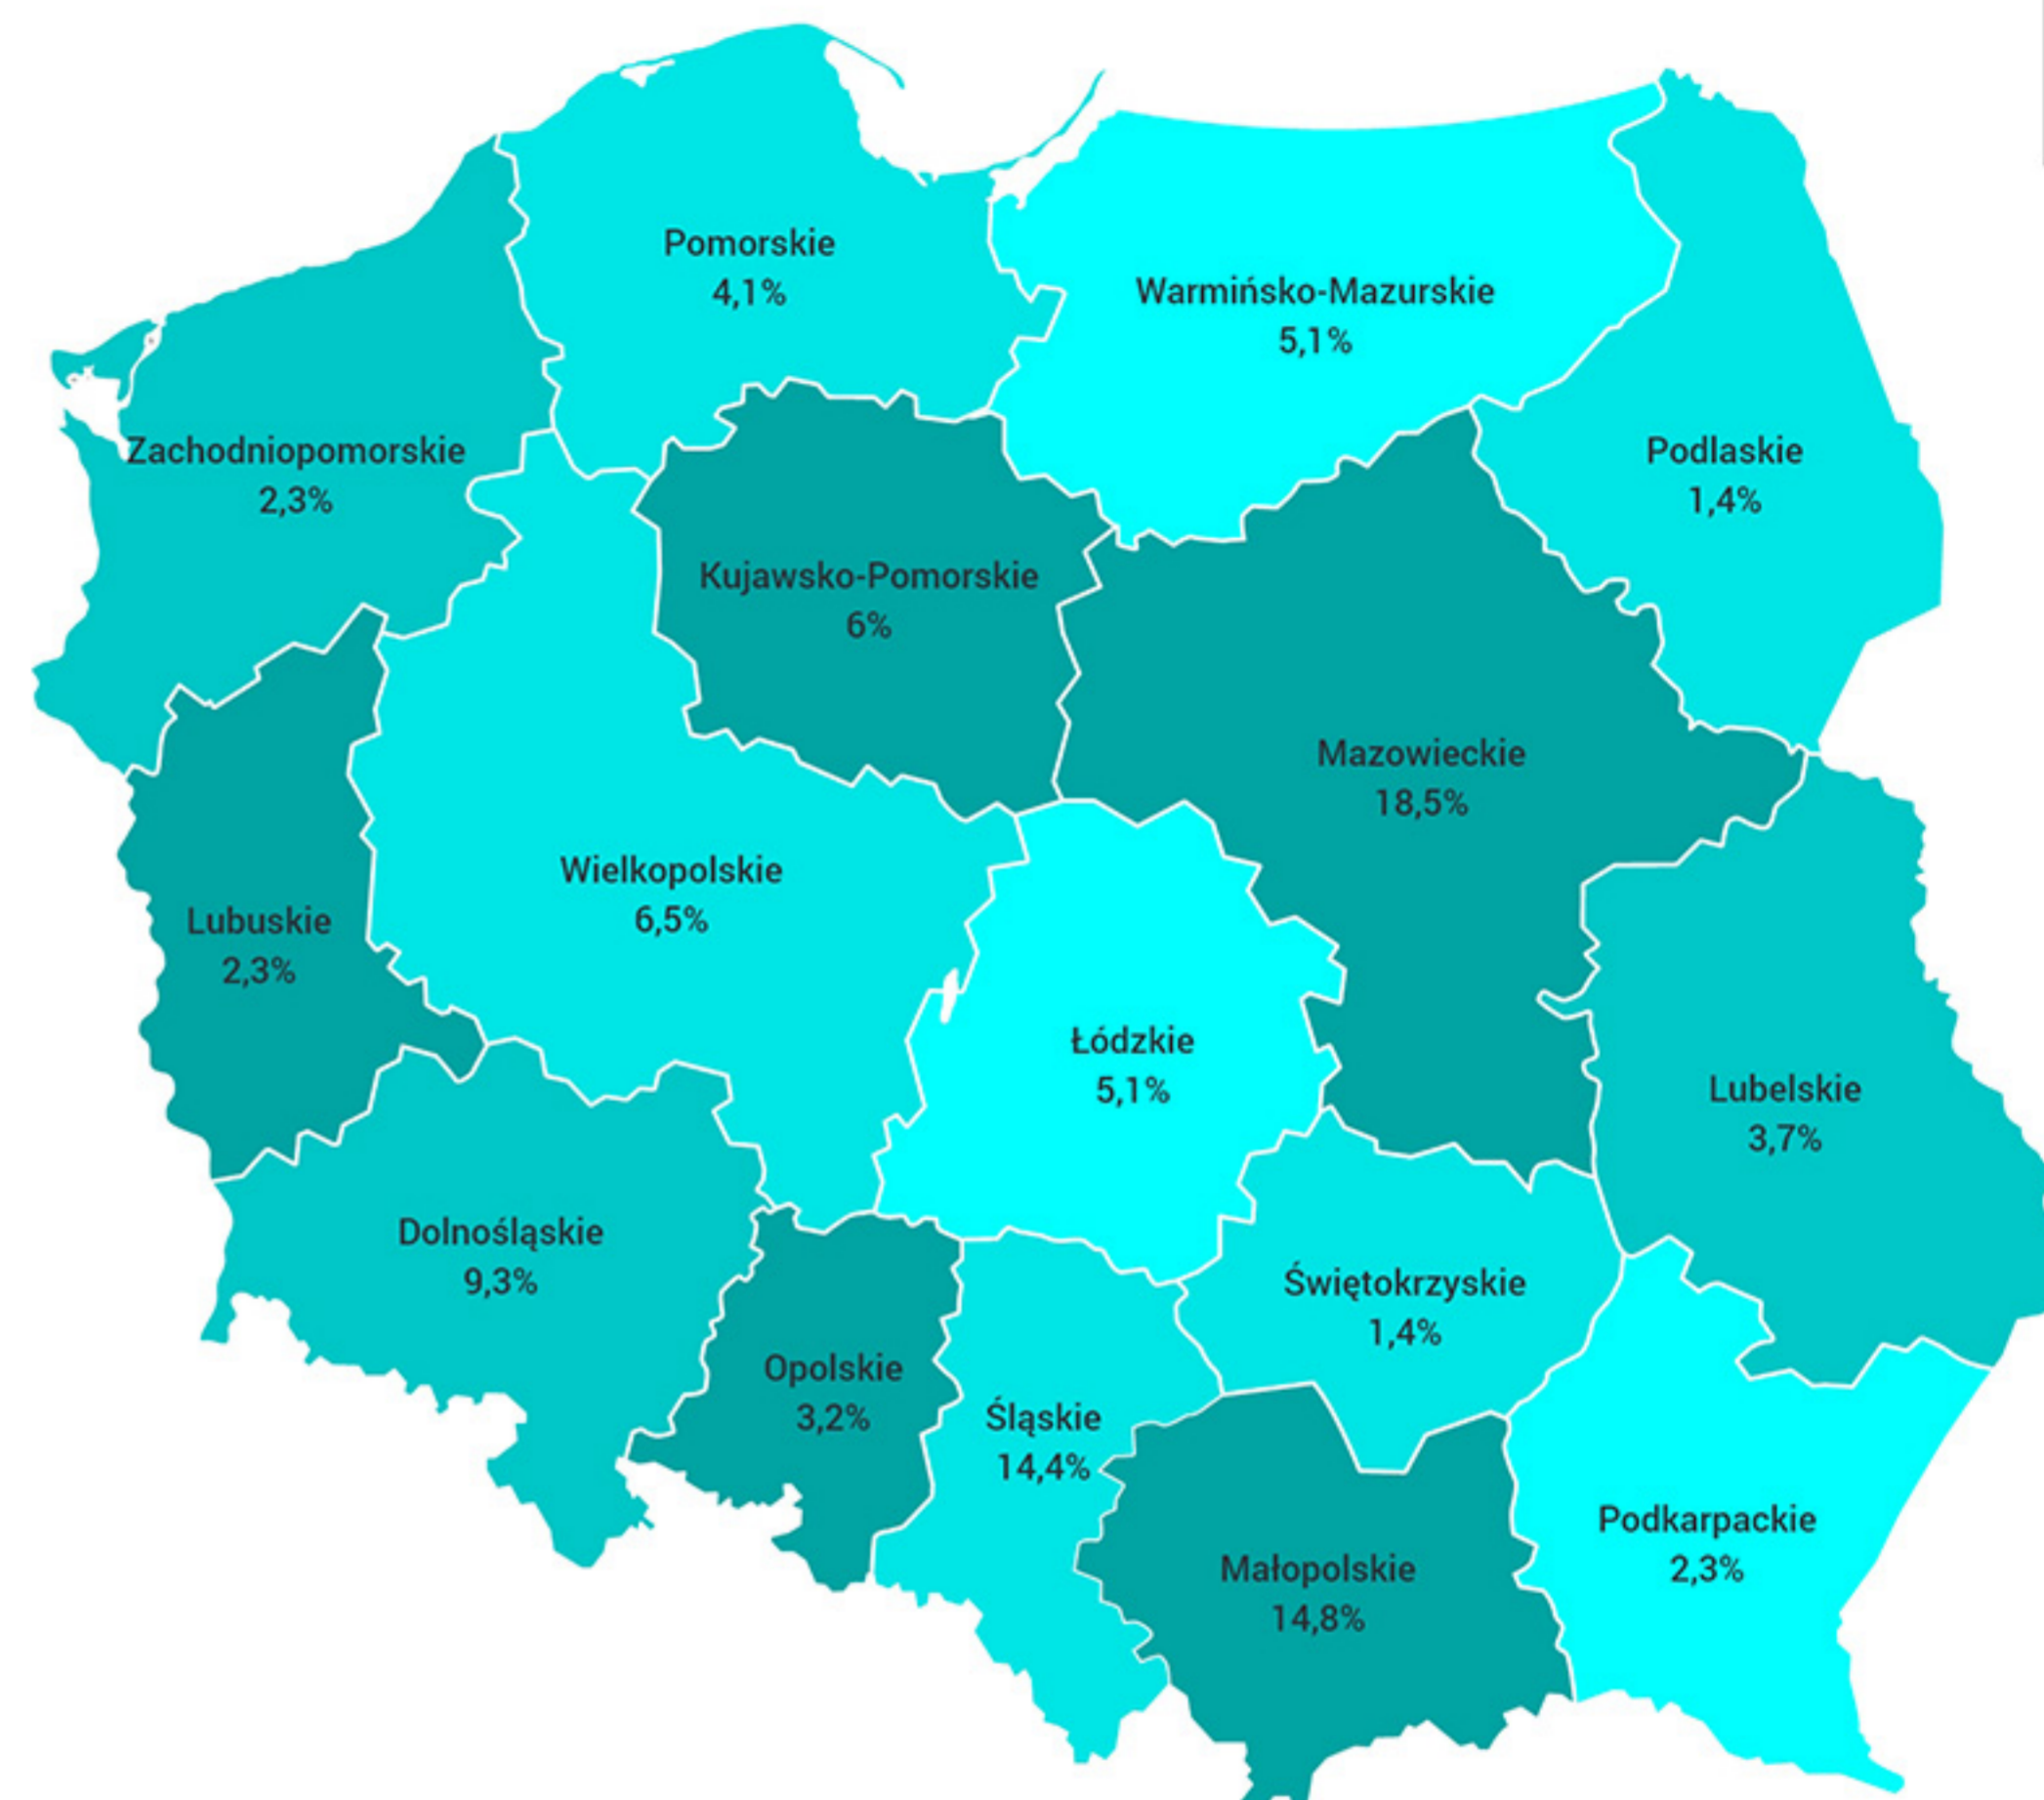 Pomorskie
4,1%
Warmińsko-Mazurskie
5,1%
Zachodniopomorskie
2,3%
Podlaskie
1,4%
Kujawsko-Pomorskie
6%
Mazowieckie
18,5%
Wielkopolskie
6,5%
Lubuskie
2,3%
Łódzkie
5,1%
Lubelskie
3,7%
Dolnośląskie
9,3%
Świętokrzyskie
1,4%
Opolskie
3,2%
Śląskie
14,4%
Podkarpackie
2,3%
Małopolskie
14,8%